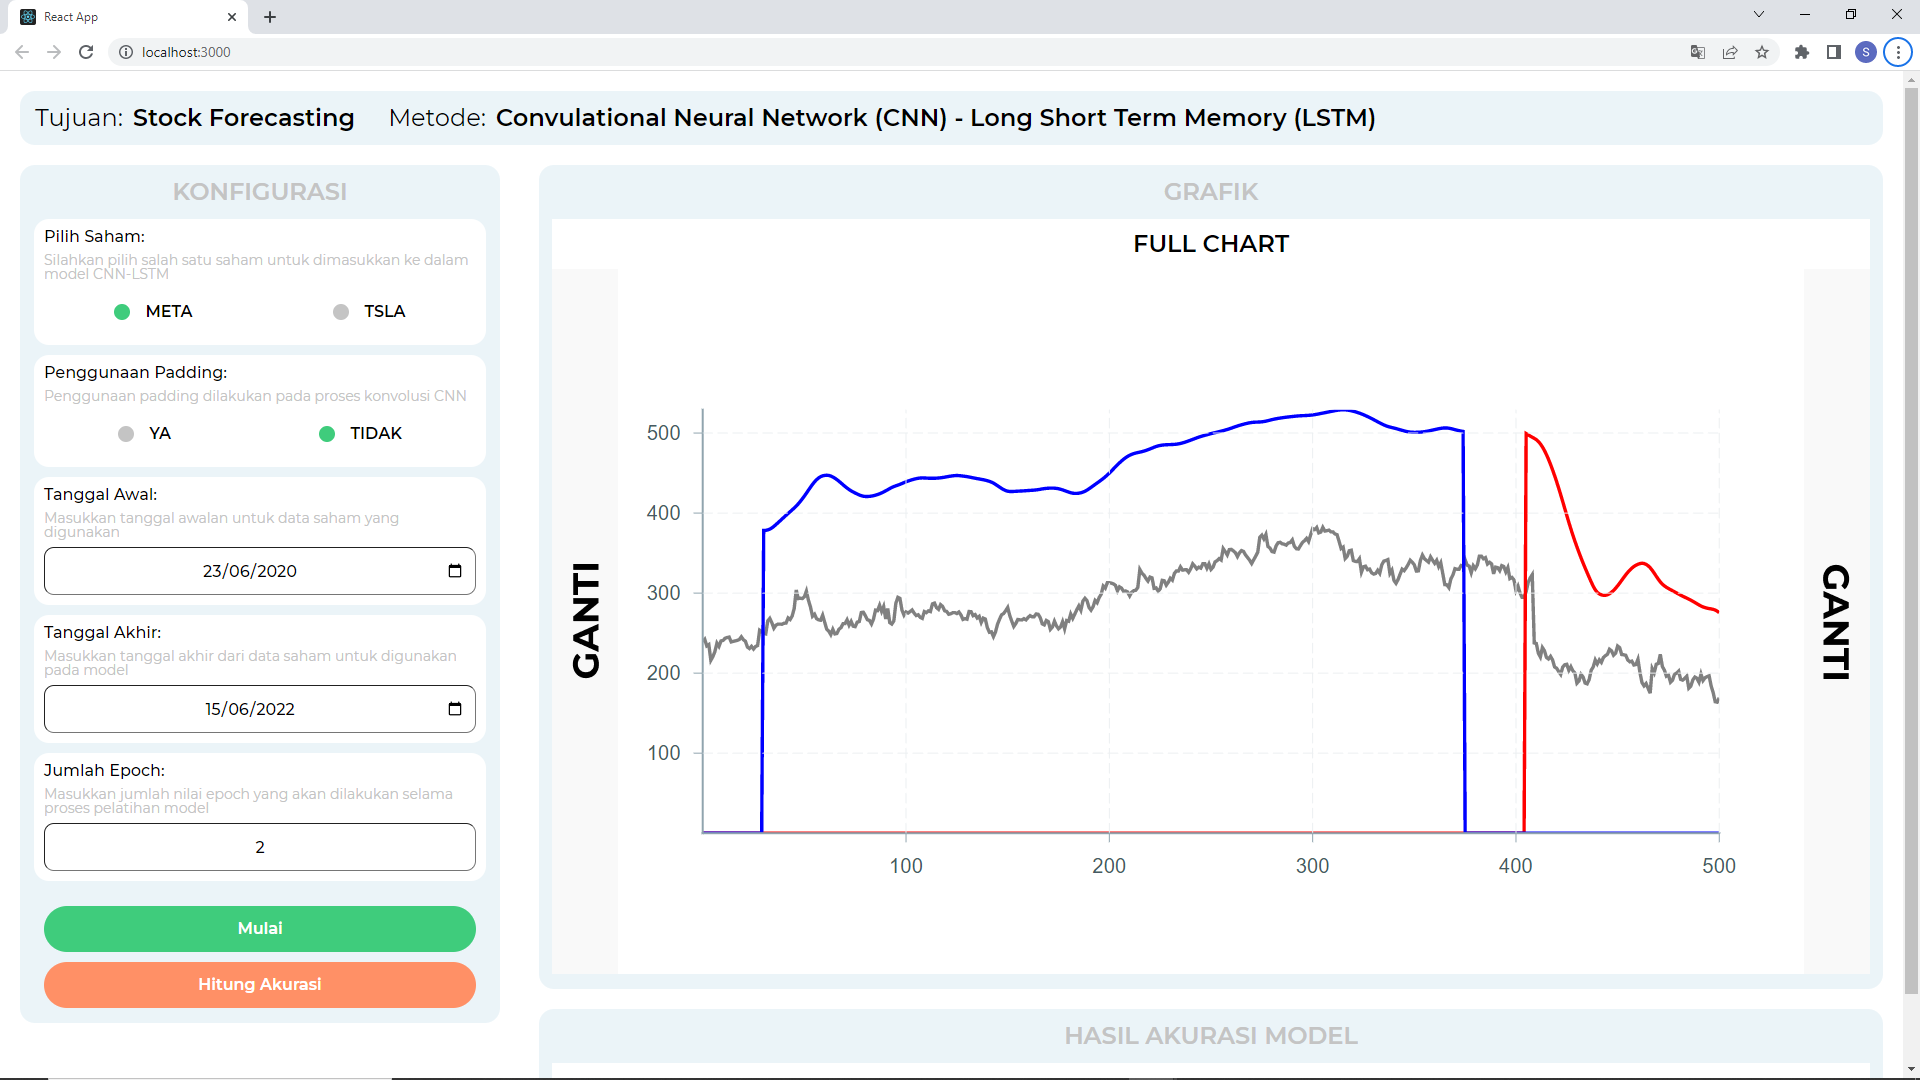 React App
localhost:3000
S
Tujuan: Stock Forecasting Metode: Convulational Neural Network (CNN) - Long Short Term Memory (LSTM)
KONFIGURASI
Pilih Saham:
Silahkan pilih salah satu saham untuk dimasukkan ke dalam
model CNN-LSTM
META TSLA
Penggunaan Padding:
Penggunaan padding dilakukan pada proses konvolusi CNN
YA TIDAK
Tanggal Awal:
Masukkan tanggal awalan untuk data saham yang
digunakan
23/06/2020
Tanggal Akhir:
Masukkan tanggal akhir dari data saham untuk digunakan
pada model
15/06/2022
Jumlah Epoch:
Masukkan jumlah nilai epoch yang akan dilakukan selama
proses pelatihan model
2
Mulai
Hitung Akurasi
GRAFIK
FULL CHART
GANTI
500
400
300
200
100
100 200 300 400 500
GANTI
HASIL AKURASI MODEL